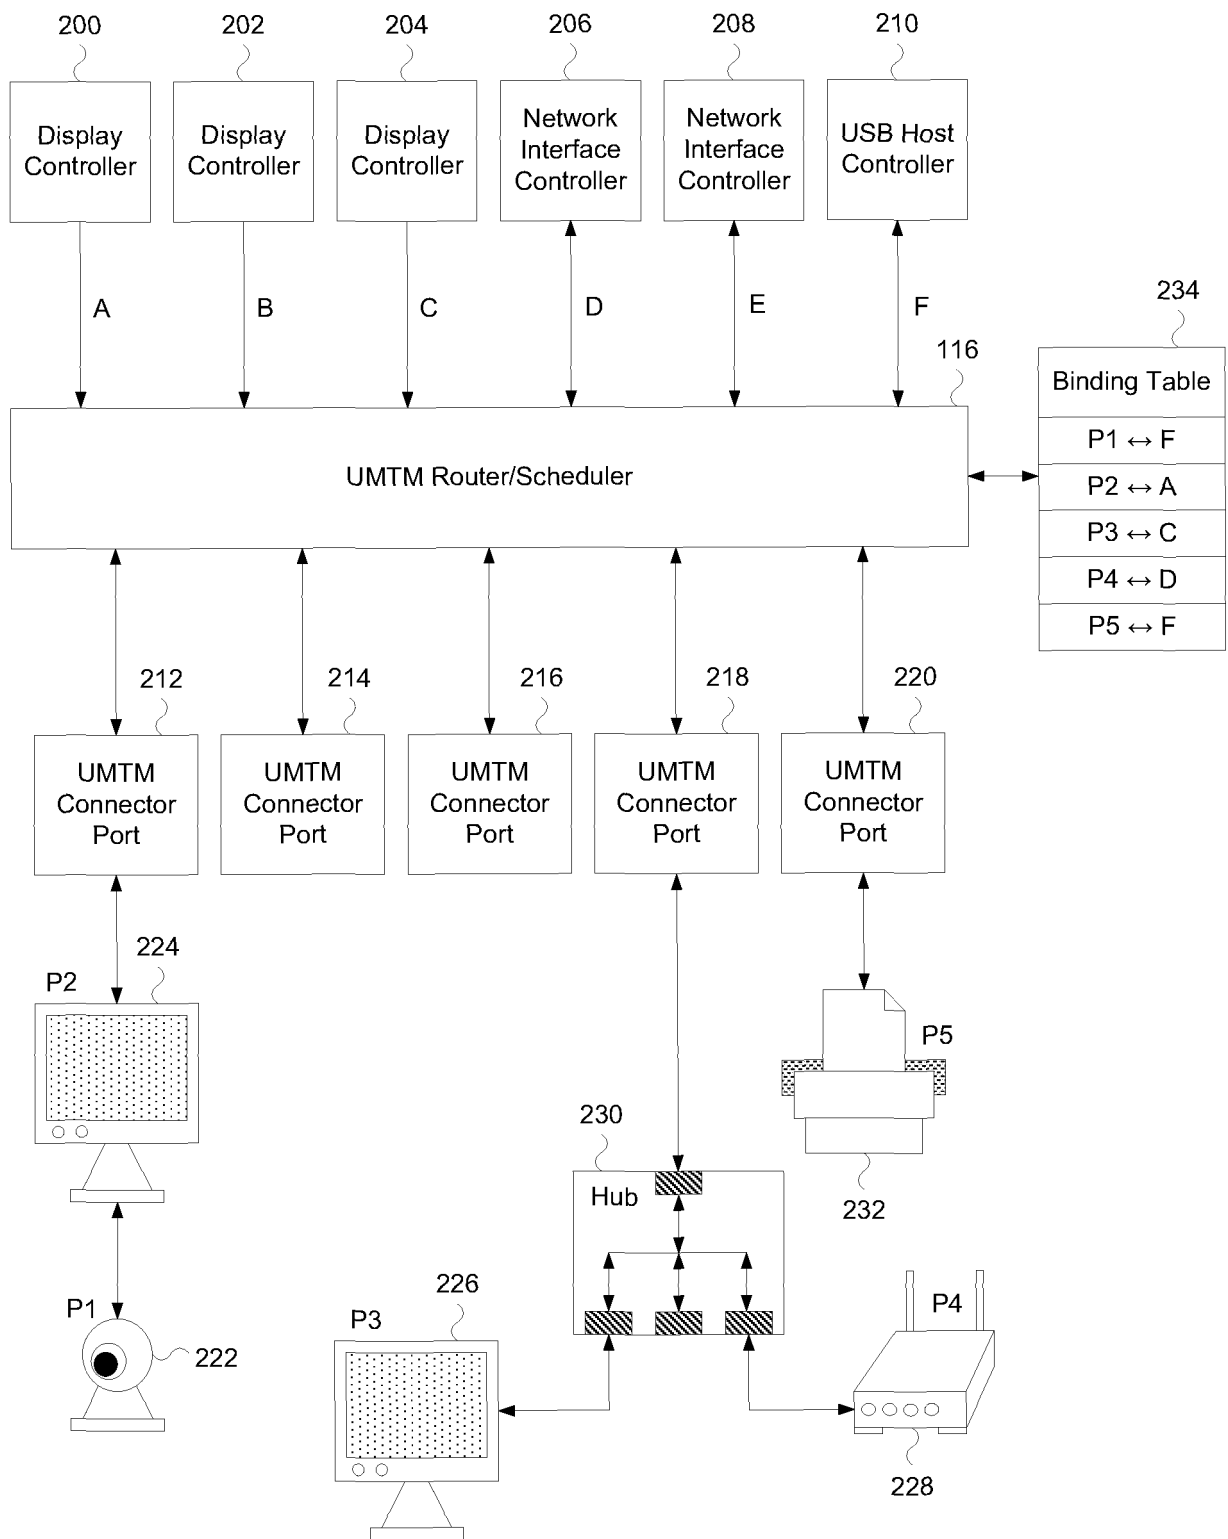 200
202
204
206
208
210
Display
Controller
Display
Controller
Display
Controller
Network
Interface
Controller
Network
Interface
Controller
USB Host
Controller
A
B
C
D
E
F
234
116
Binding Table
P1 ↔ F
P2 ↔ A
P3 ↔ C
P4 ↔ D
P5 ↔ F
UMTM Router/Scheduler
212
214
216
218
220
UMTM
Connector
Port
UMTM
Connector
Port
UMTM
Connector
Port
UMTM
Connector
Port
UMTM
Connector
Port
224
P2
P5
230
Hub
232
P1
222
226
P3
P4
228